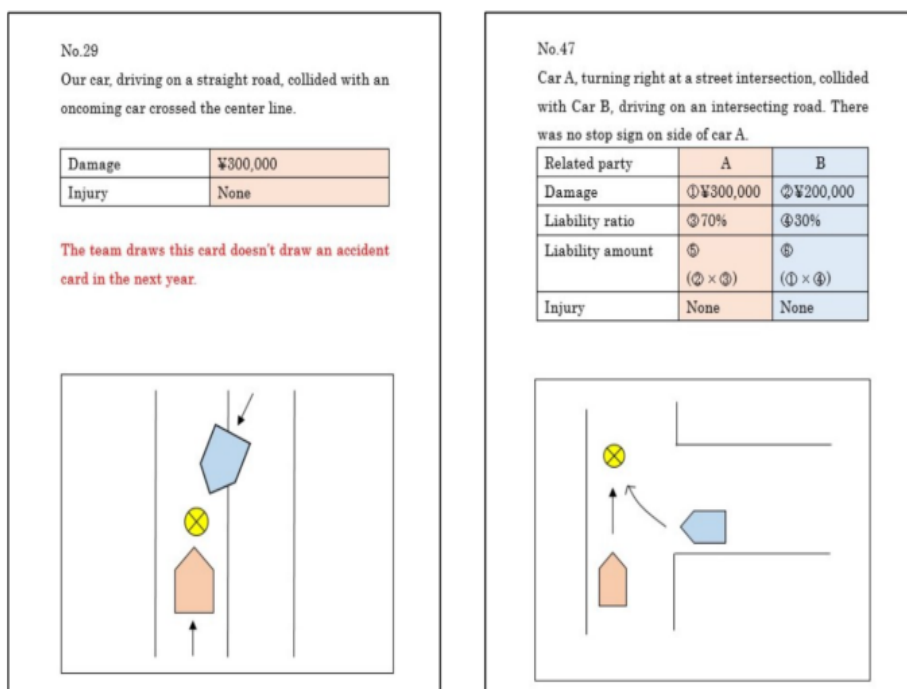 No.29
Our car, driving on a straight road, collided with an
oncoming car crossed the center line.
Damage ¥300,000
Injury None
The team draws this card doesn't draw an accident
card in the next year.
No.47
Car A, turning right at a street intersection, collided
with Car B, driving on an intersecting road. There
was no stop sign on side of car A.
Related party A B
Damage ①¥300,000 ②¥200,000
Liability ratio ③70% ④30%
Liability amount ⑤ ⑥
(②×③) (①×④)
Injury None None